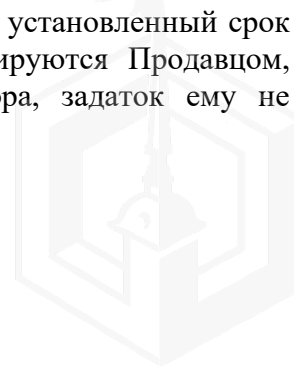 установленный срок
ируются Продавцом,
ра, задаток ему не